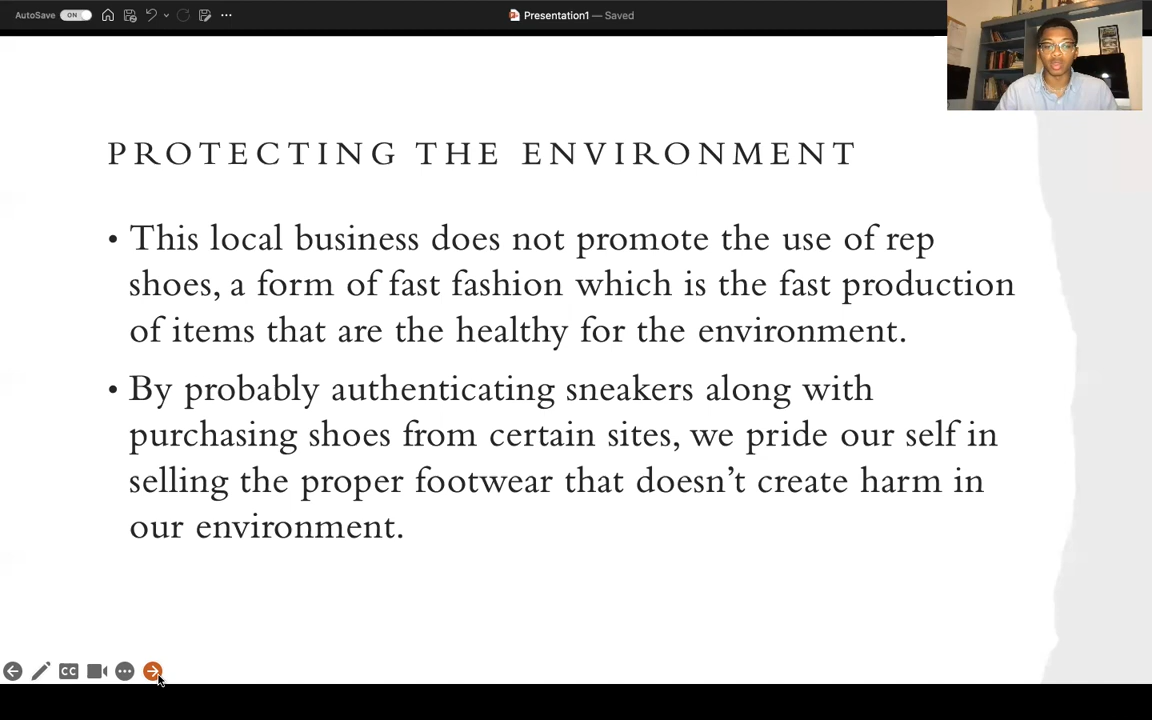 AutoSave ON Presentation1 — Saved
PROTECTING THE ENVIRONMENT
• This local business does not promote the use of rep
shoes, a form of fast fashion which is the fast production
of items that are the healthy for the environment.
• By probably authenticating sneakers along with
purchasing shoes from certain sites, we pride our self in
selling the proper footwear that doesn’t create harm in
our environment.
CC